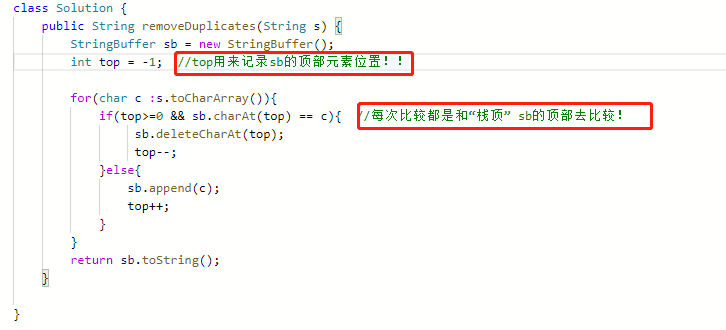 class Solution {
    public String removeDuplicates(String s) {
        StringBuffer sb = new StringBuffer();
        int top = -1;  //top用来记录sb的顶部元素位置！！
        for(char c :s.toCharArray()){
            if(top>=0 && sb.charAt(top) == c){  //每次比较都是和“栈顶” sb的顶部去比较！
                sb.deleteCharAt(top);
                top--;
            }else{
                sb.append(c);
                top++;
            }
        }
        return sb.toString();
    }
}